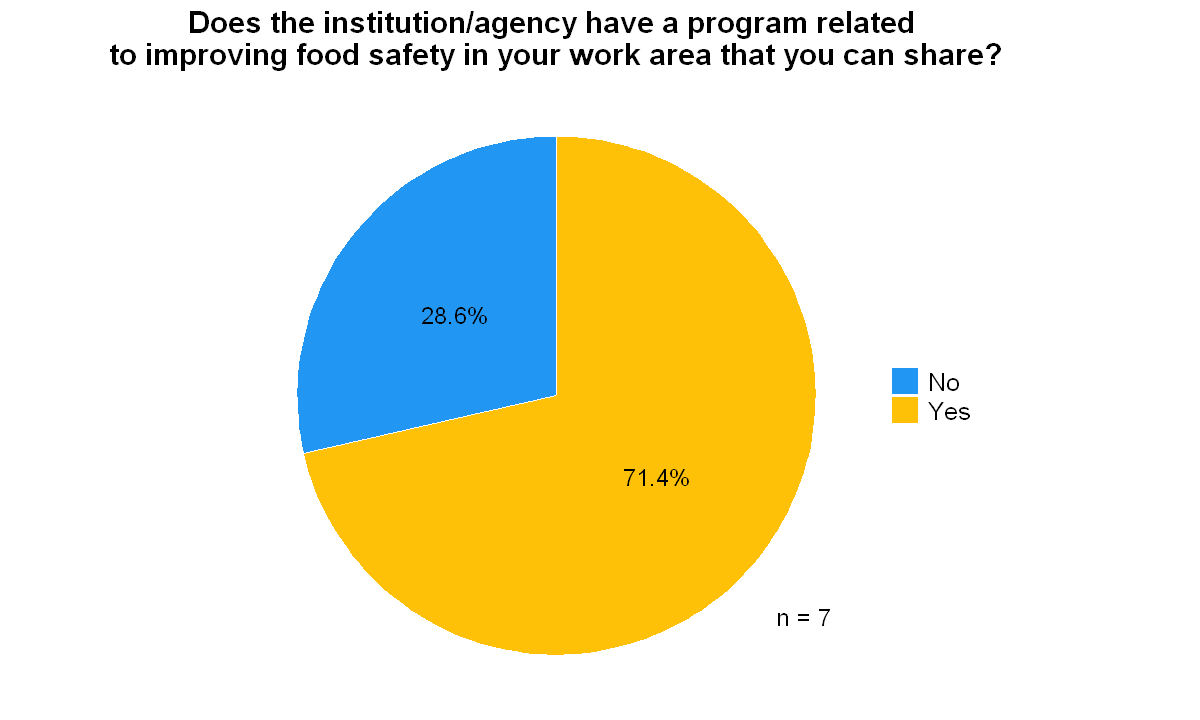 Does the institution/agency have a program related
to improving food safety in your work area that you can share?
28.6%
No
Yes
71.4%
n = 7